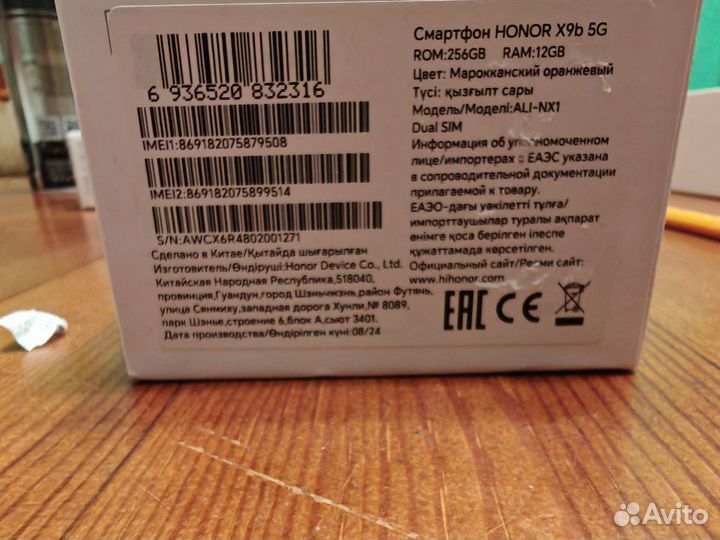 6 936520 832316
IMEI1:869182075879508
IMEI2:869182075899514
S/N:AWCX6R4802001271
Сделано в Китае/Қытайда шығарылған
Изготовитель/Өндіруші:Honor Device Co., Ltd.
Китайская Народная Республика,518040,
провинция,Гуандун,город Шэньчжэнь,район Футянь,
улица Сянмиху,западная дорога Хунли,№ 8089,
парк Шэнье,строение 6,блок А,сьют 3401.
Дата производства/Өндірілген күні:08/24
Смартфон HONOR X9b 5G
ROM:256GB RAM:12GB
Цвет: Марокканский оранжевый
Түсі: қызғылт сары
Модель/Моделі:ALI-NX1
Dual SIM
Информация об уполномоченном
лице/импортерах в ЕАЭС указана
в сопроводительной документации
прилагаемой к товару.
ЕАЭО-дағы уәкілетті тұлға/
импорттаушылар туралы ақпарат
өнімге қоса берілген ілеспе
құжатта көрсетілген.
Официальный сайт/Ресми сайт:
www.hihonor.com
EAC CE
Avito